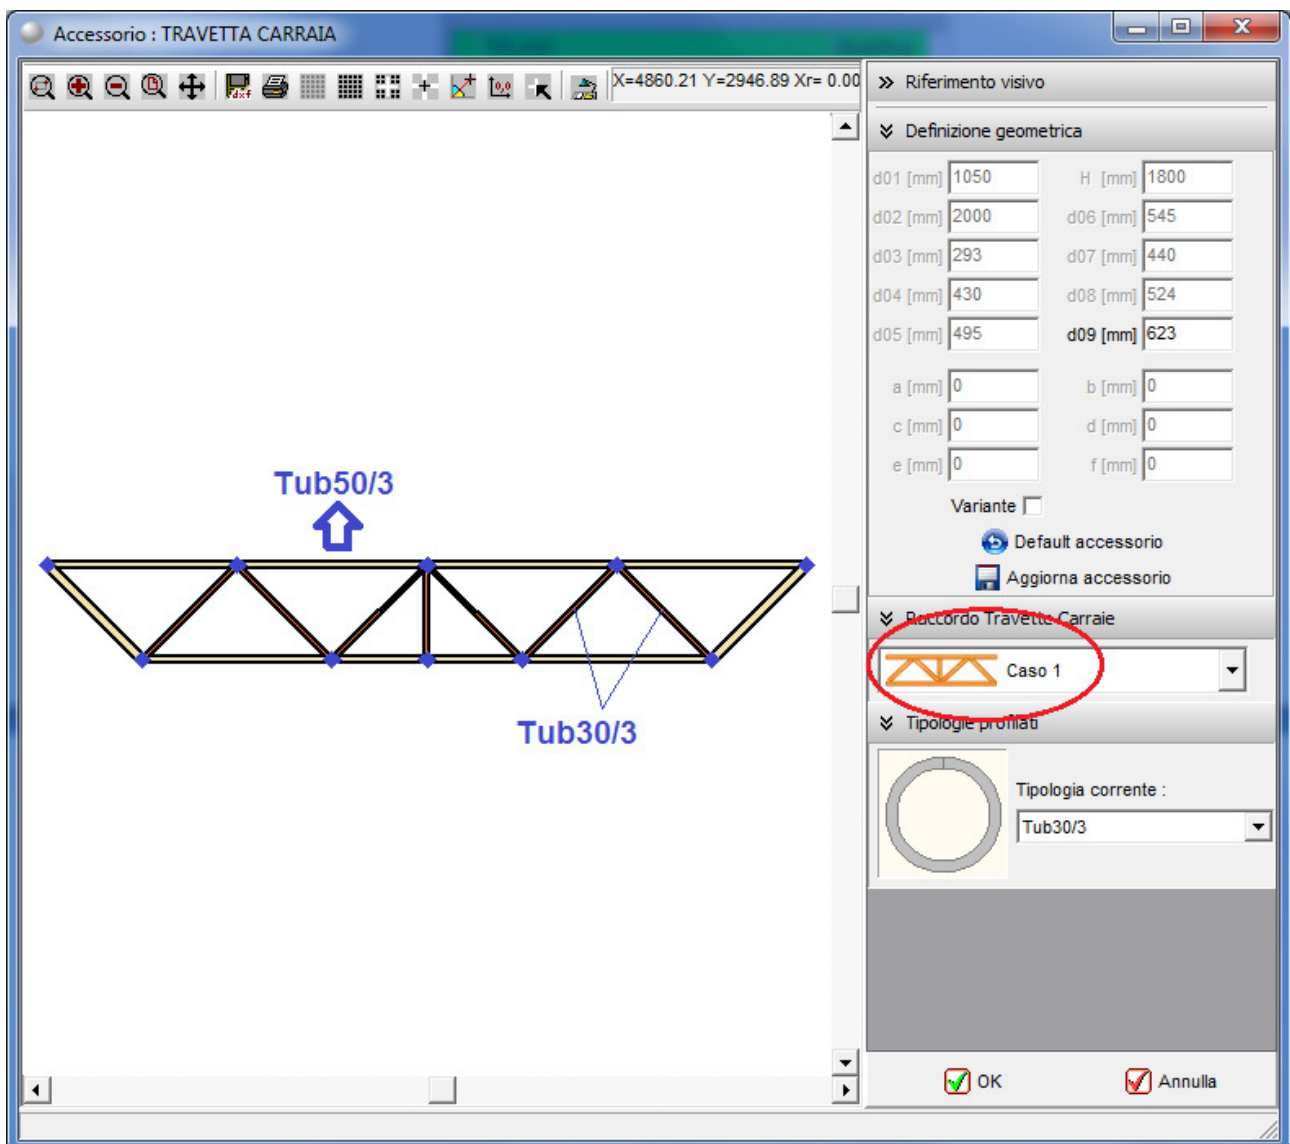 Accessorio : TRAVETTA CARRAIA
dxf
0,0
X=4860.21 Y=2946.89 Xr= 0.00
Riferimento visivo
Definizione geometrica
d01 [mm] 1050 H [mm] 1800
d02 [mm] 2000 d06 [mm] 545
d03 [mm] 293 d07 [mm] 440
d04 [mm] 430 d08 [mm] 524
d05 [mm] 495 d09 [mm] 623
a [mm] 0 b [mm] 0
c [mm] 0 d [mm] 0
e [mm] 0 f [mm] 0
Variante
Default accessorio
Aggiorna accessorio
Raccordo Travette Carraie
Caso 1
Tipologie profilati
Tipologia corrente :
Tub30/3
OK Annulla
Tub50/3
Tub30/3